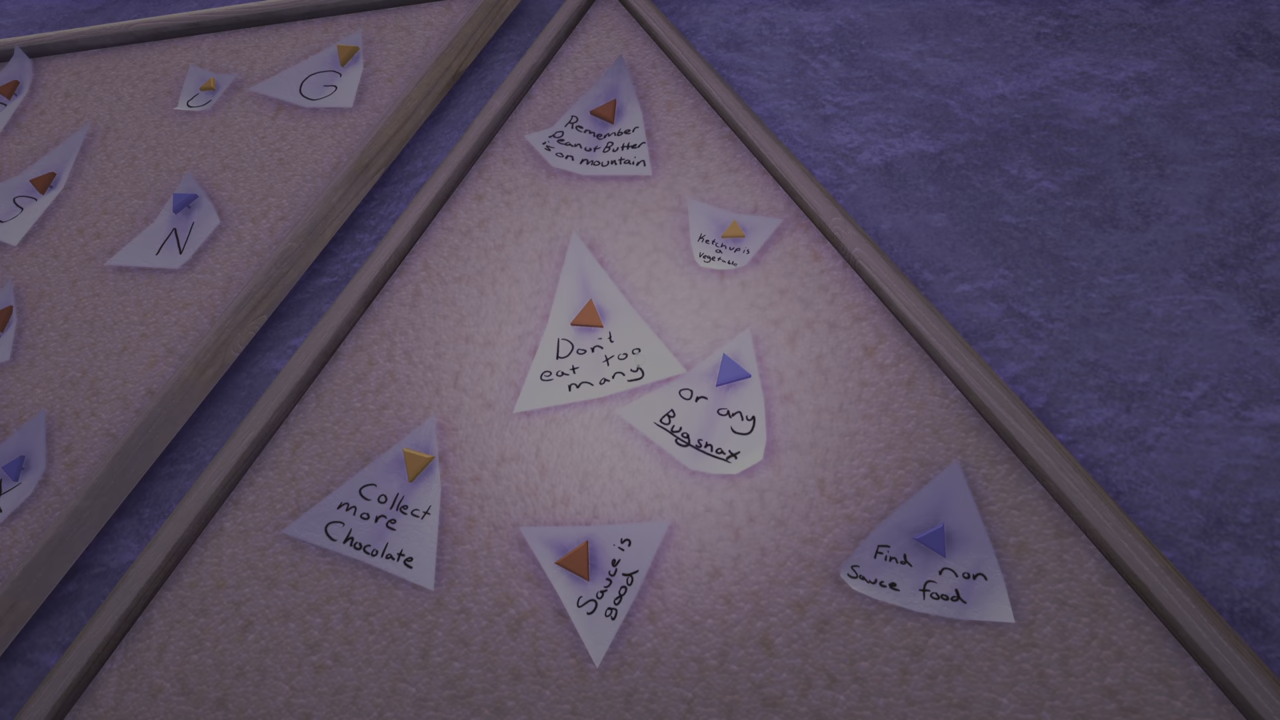 G
S
N
Remember
Peanut Butter
is on mountain
Ketchup is
a
Vegetable
Don't
eat too
many
or any
Bugsnax
Collect
more
Chocolate
Sauce is
good
Find non
Sauce food